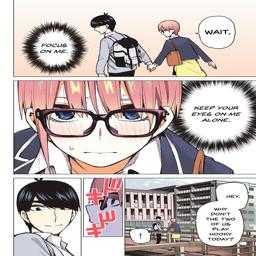 WAIT.
FOCUS
ON ME.
KEEP YOUR
EYES ON ME
ALONE.
HEY,
WHY
DON'T
THE TWO
OF US
PLAY
HOOKY
TODAY?
!